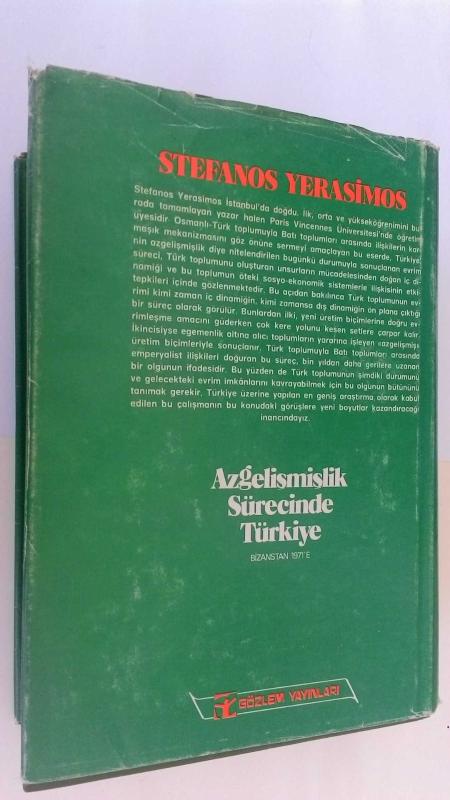 STEFANOS YERASİMOS
Stefanos Yerasimos İstanbul'da doğdu. İlk, orta ve yükseköğrenimini bu-
rada tamamlayan yazar halen Paris Vincennes Üniversitesi'nde öğretim
üyesidir Osmanlı-Türk toplumuyla Batı toplumları arasında ilişkilerin kar-
maşık mekanizmasını göz önüne sermeyi amaçlayan bu eserde, Türkiye'
nin azgelişmişlik diye nitelendirilen bugünkü durumuyla sonuçlanan evrim
süreci, Türk toplumunu oluşturan unsurların mücadelesinden doğan iç di-
namiği ve bu toplumun öteki sosyo-ekonomik sistemlerle ilişkisinin etki-
tepkileri içinde gözlenmektedir. Bu açıdan bakılınca Türk toplumunun ev-
rimi kimi zaman iç dinamiğin, kimi zamansa dış dinamiğin ön plana çıktığı
bir süreç olarak görülür. Bunlardan ilki, yeni üretim biçimlerine doğru ev-
rimleşme amacını güderken çok kere yolunu kesen setlere çarpar kalır.
İkincisiyse egemenlik altına alıcı toplumların yararına işleyen «azgelişmiş»
üretim biçimleriyle sonuçlanır. Türk toplumuyla Batı toplumları arasında
emperyalist ilişkileri doğuran bu süreç, bin yıldan daha gerilere uzanan
bir olgunun ifadesidir. Bu yüzden de Türk toplumunun şimdiki durumunu
ve gelecekteki evrim imkânlarını kavrayabilmek için bu olgunun bütününü
tanımak gerekir. Türkiye üzerine yapılan en geniş araştırma olarak kabul
edilen bu çalışmanın bu konudaki görüşlere yeni boyutlar kazandıracağı
inancındayız.
Azgelişmişlik
Sürecinde
Türkiye
BİZANSTAN 1971'E
GÖZLEM YAYINLARI